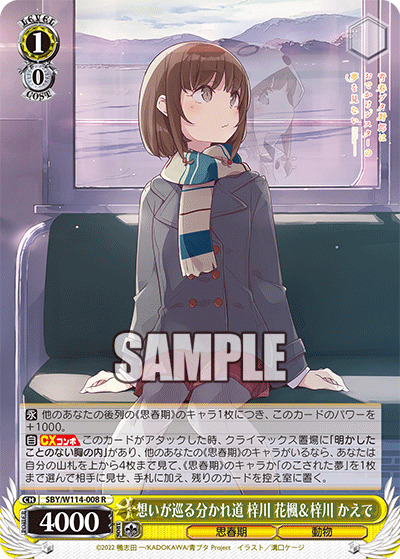 LEVEL
1
0
COST
青春ブタ野郎は
おでかけシスターの
夢を見ない
SAMPLE
永 他のあなたの後列の《思春期》のキャラ1枚につき、このカードのパワーを
+1000。
自 CXコンボ このカードがアタックした時、クライマックス置場に「明かした
ことのない胸の内」があり、他のあなたの《思春期》のキャラがいるなら、あなたは
自分の山札を上から4枚まで見て、《思春期》のキャラか「“かえで”のこされた夢」を1枚
まで選んで相手に見せ、手札に加え、残りのカードを控え室に置く。
CH SBY/W114-008 R
想いが巡る分かれ道 梓川 花楓&梓川 かえで
4000
思春期
動物
©2022 鴨志田 一/KADOKAWA/青ブタ Project イラスト/溝口ケージ